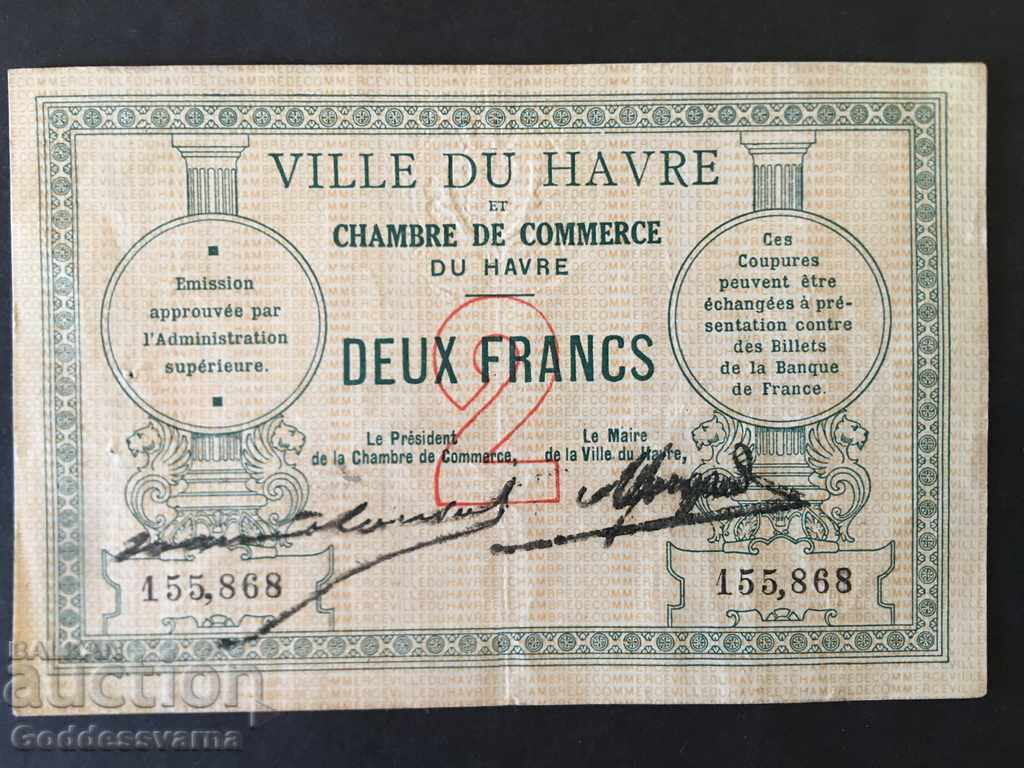 VILLE DU HAVRE
ET
CHAMBRE DE COMMERCE
DU HAVRE
Emission
approuvée par
l'Administration
supérieure.
Ces
Coupures
peuvent être
échangées à pré-
sentation contre
des Billets
de la Banque
de France.
2
DEUX FRANCS
Le Président
de la Chambre de Commerce,
Le Maire
de la Ville du Havre,
155,868
155,868
BALKAN
auction
Goddessvarna